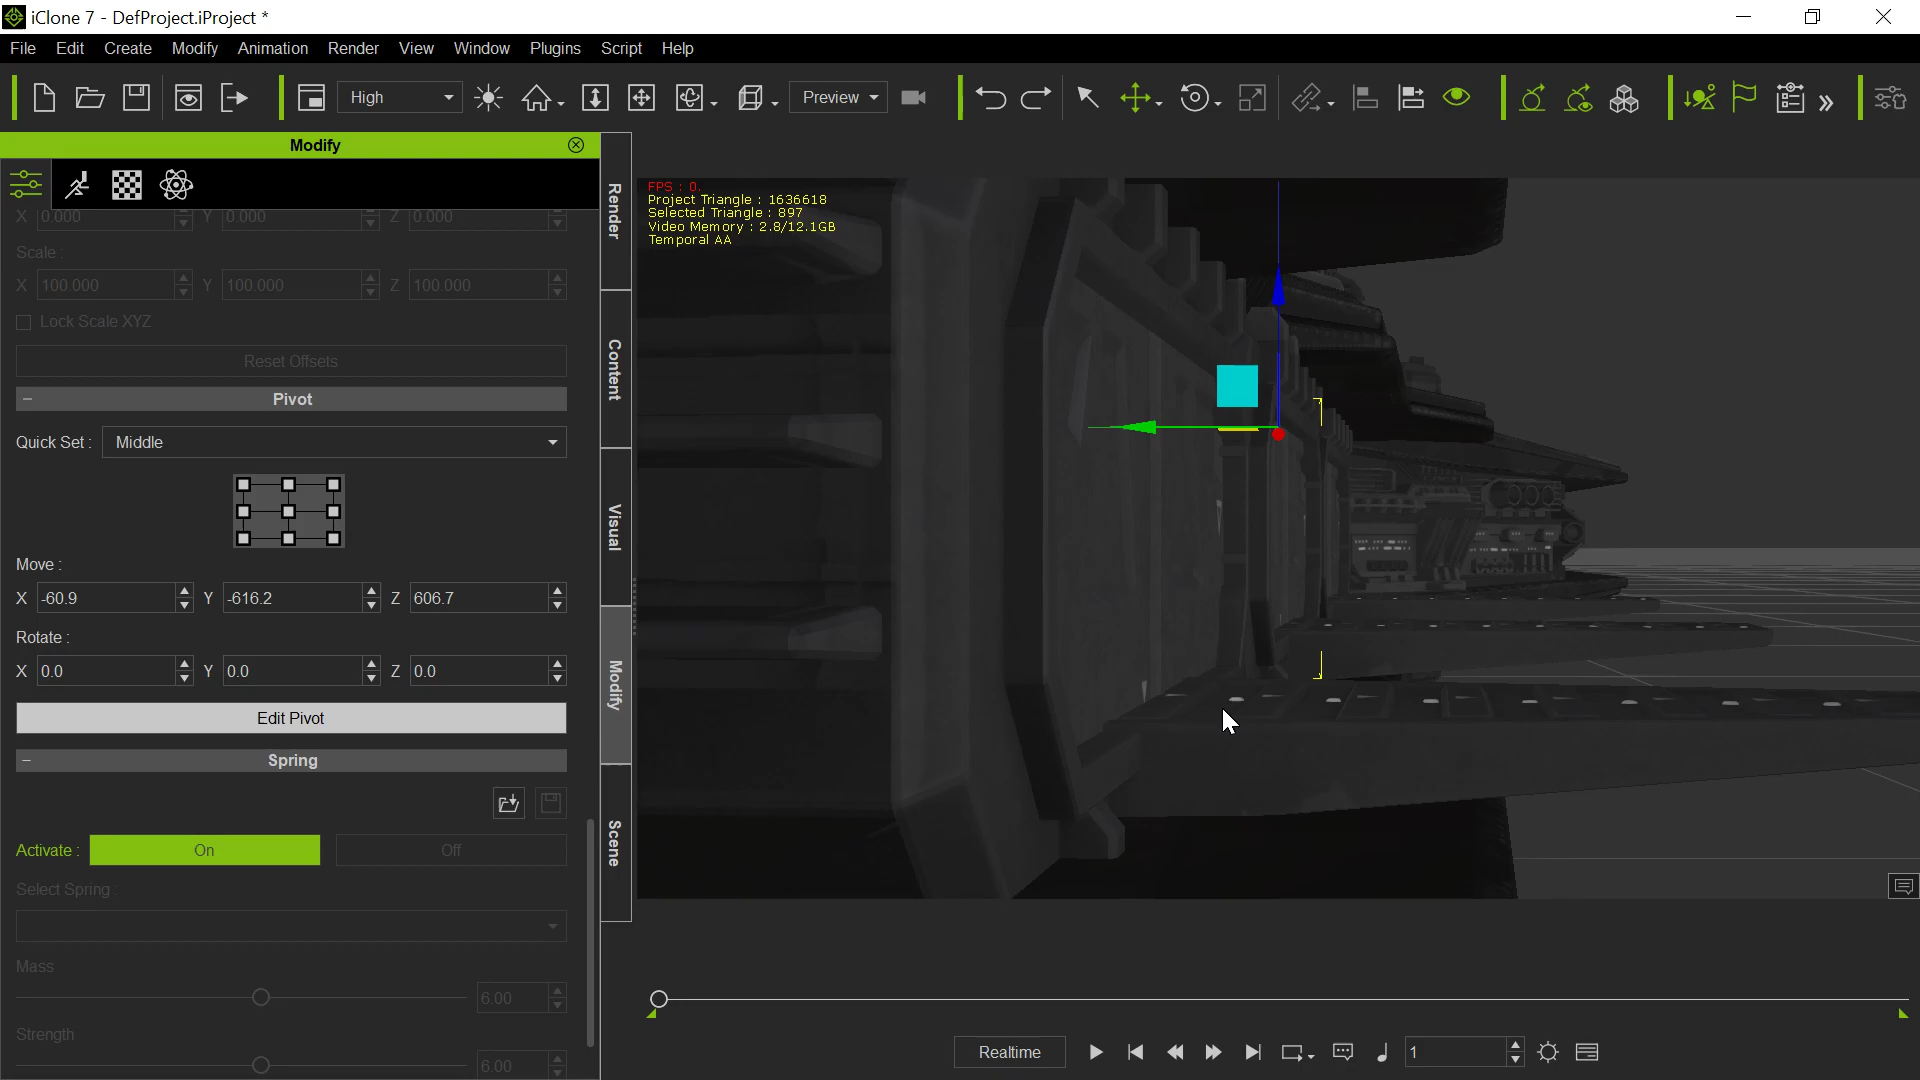 iClone 7 - DefProject.iProject *
File Edit Create Modify Animation Render View Window Plugins Script Help
High Preview
Modify
X 0.000 Y 0.000 Z 0.000
Scale :
X 100.000 Y 100.000 Z 100.000
Lock Scale XYZ
Reset Offsets
Pivot
Quick Set : Middle
Move :
X -60.9 Y -616.2 Z 606.7
Rotate :
X 0.0 Y 0.0 Z 0.0
Edit Pivot
Spring
Activate : On Off
Select Spring :
Mass
6.00
Strength
6.00
Render
Content
Visual
Modify
Scene
FPS : 0.
Project Triangle : 1636618
Selected Triangle : 897
Video Memory : 2.8/12.1GB
Temporal AA
Realtime 1